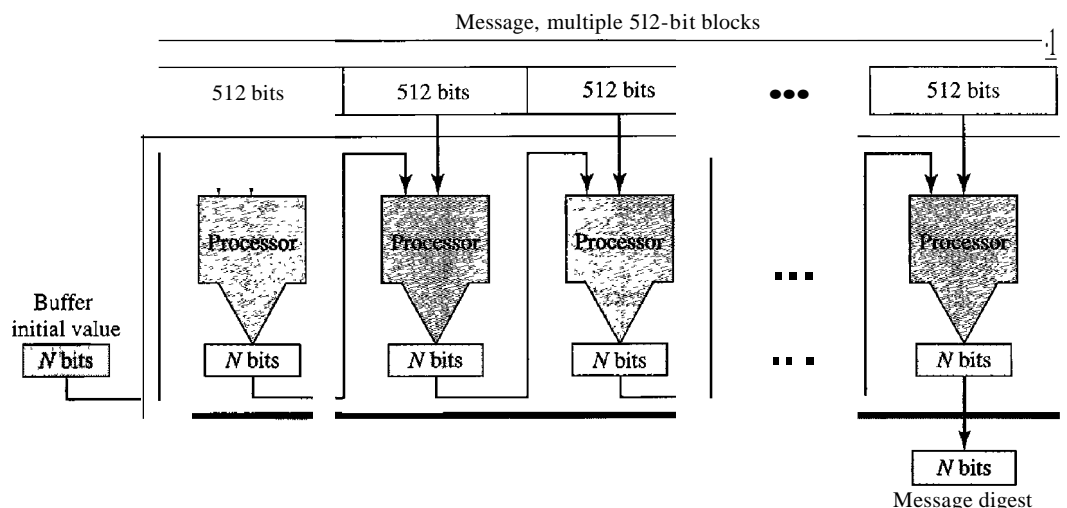 Message, multiple 5l2-bit blocks
512 bits 512 bits 512 bits ••• 512 bits
Processor Processor Processor ... Processor
Buffer
initial value
N bits N bits N bits N bits ... N bits
N bits
Message digest